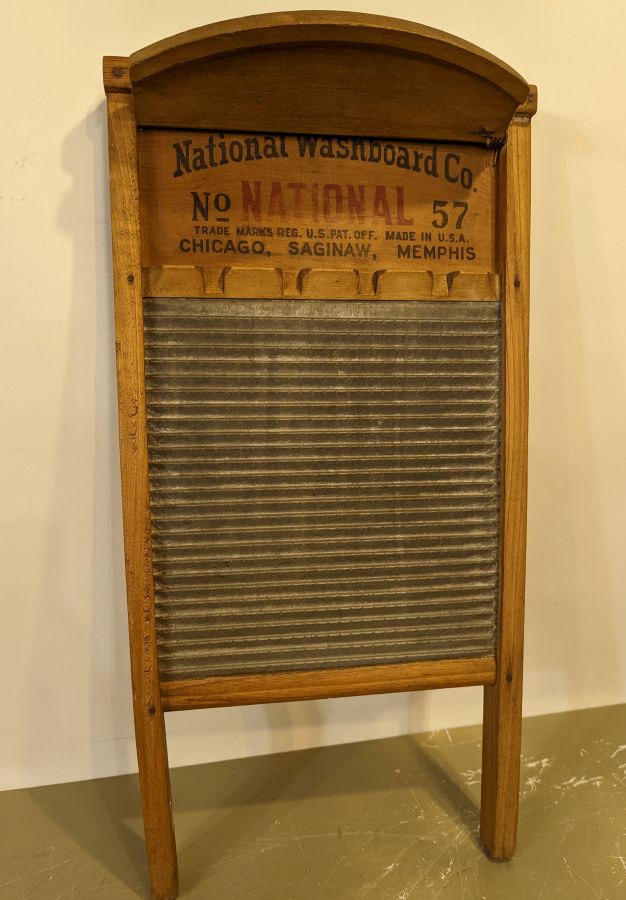 National Washboard Co.
No NATIONAL 57
TRADE MARKS REG. U.S. PAT. OFF. MADE IN U.S.A.
CHICAGO, SAGINAW, MEMPHIS